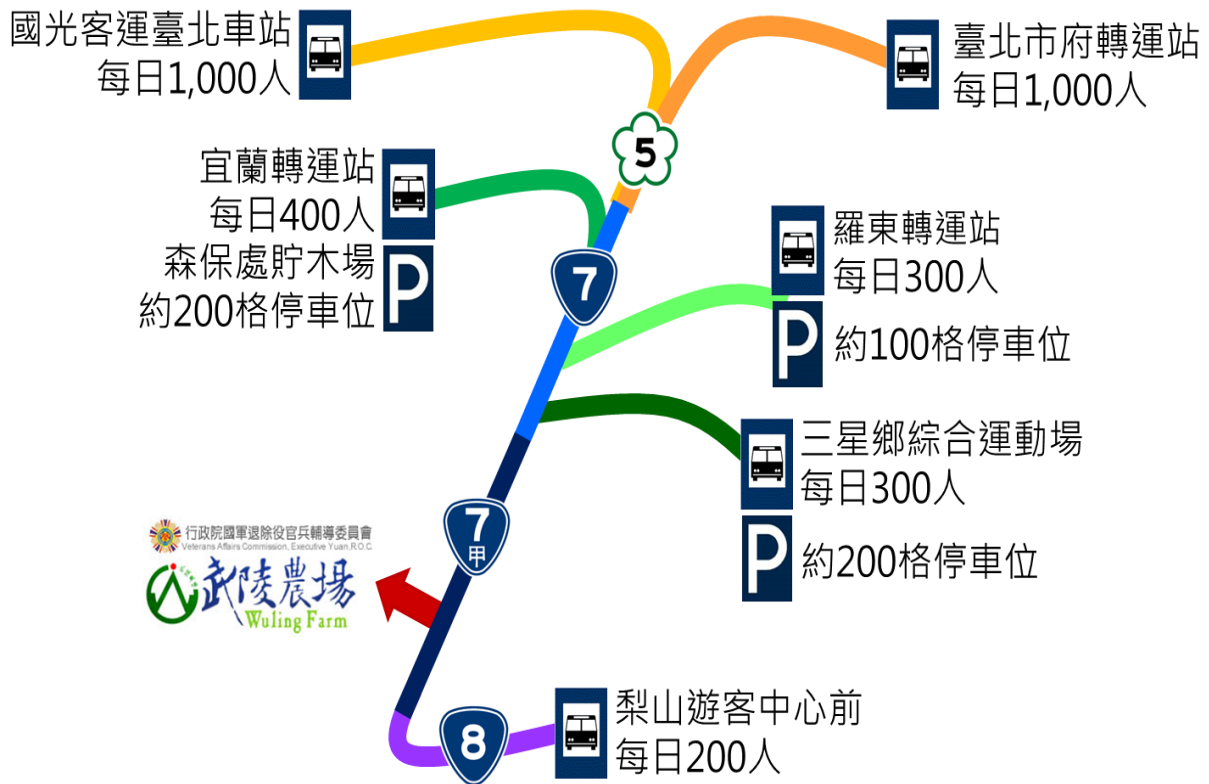 國光客運臺北車站
每日1,000人
臺北市府轉運站
每日1,000人
5
宜蘭轉運站
每日400人
森保處貯木場
約200格停車位
P
7
羅東轉運站
每日300人
P
約100格停車位
三星鄉綜合運動場
每日300人
P
約200格停車位
7
甲
行政院國軍退除役官兵輔導委員會
Veterans Affairs Commission, Executive Yuan,R.O.C.
武陵農場
Wuling Farm
8
梨山遊客中心前
每日200人